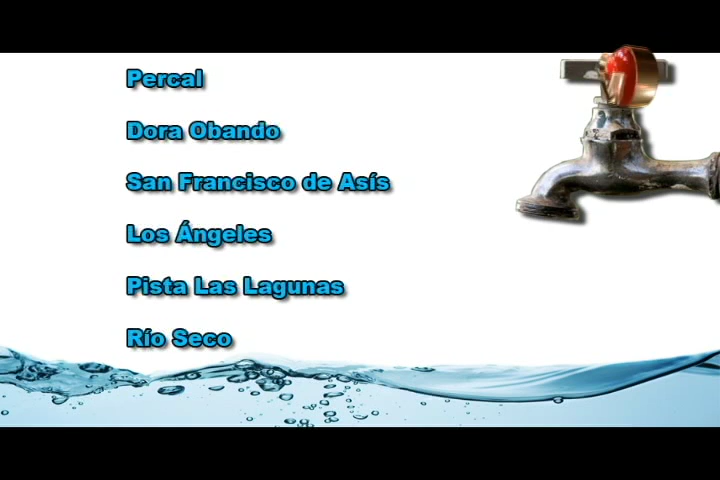 Percal
Dora Obando
San Francisco de Asís
Los Ángeles
Pista Las Lagunas
Río Seco